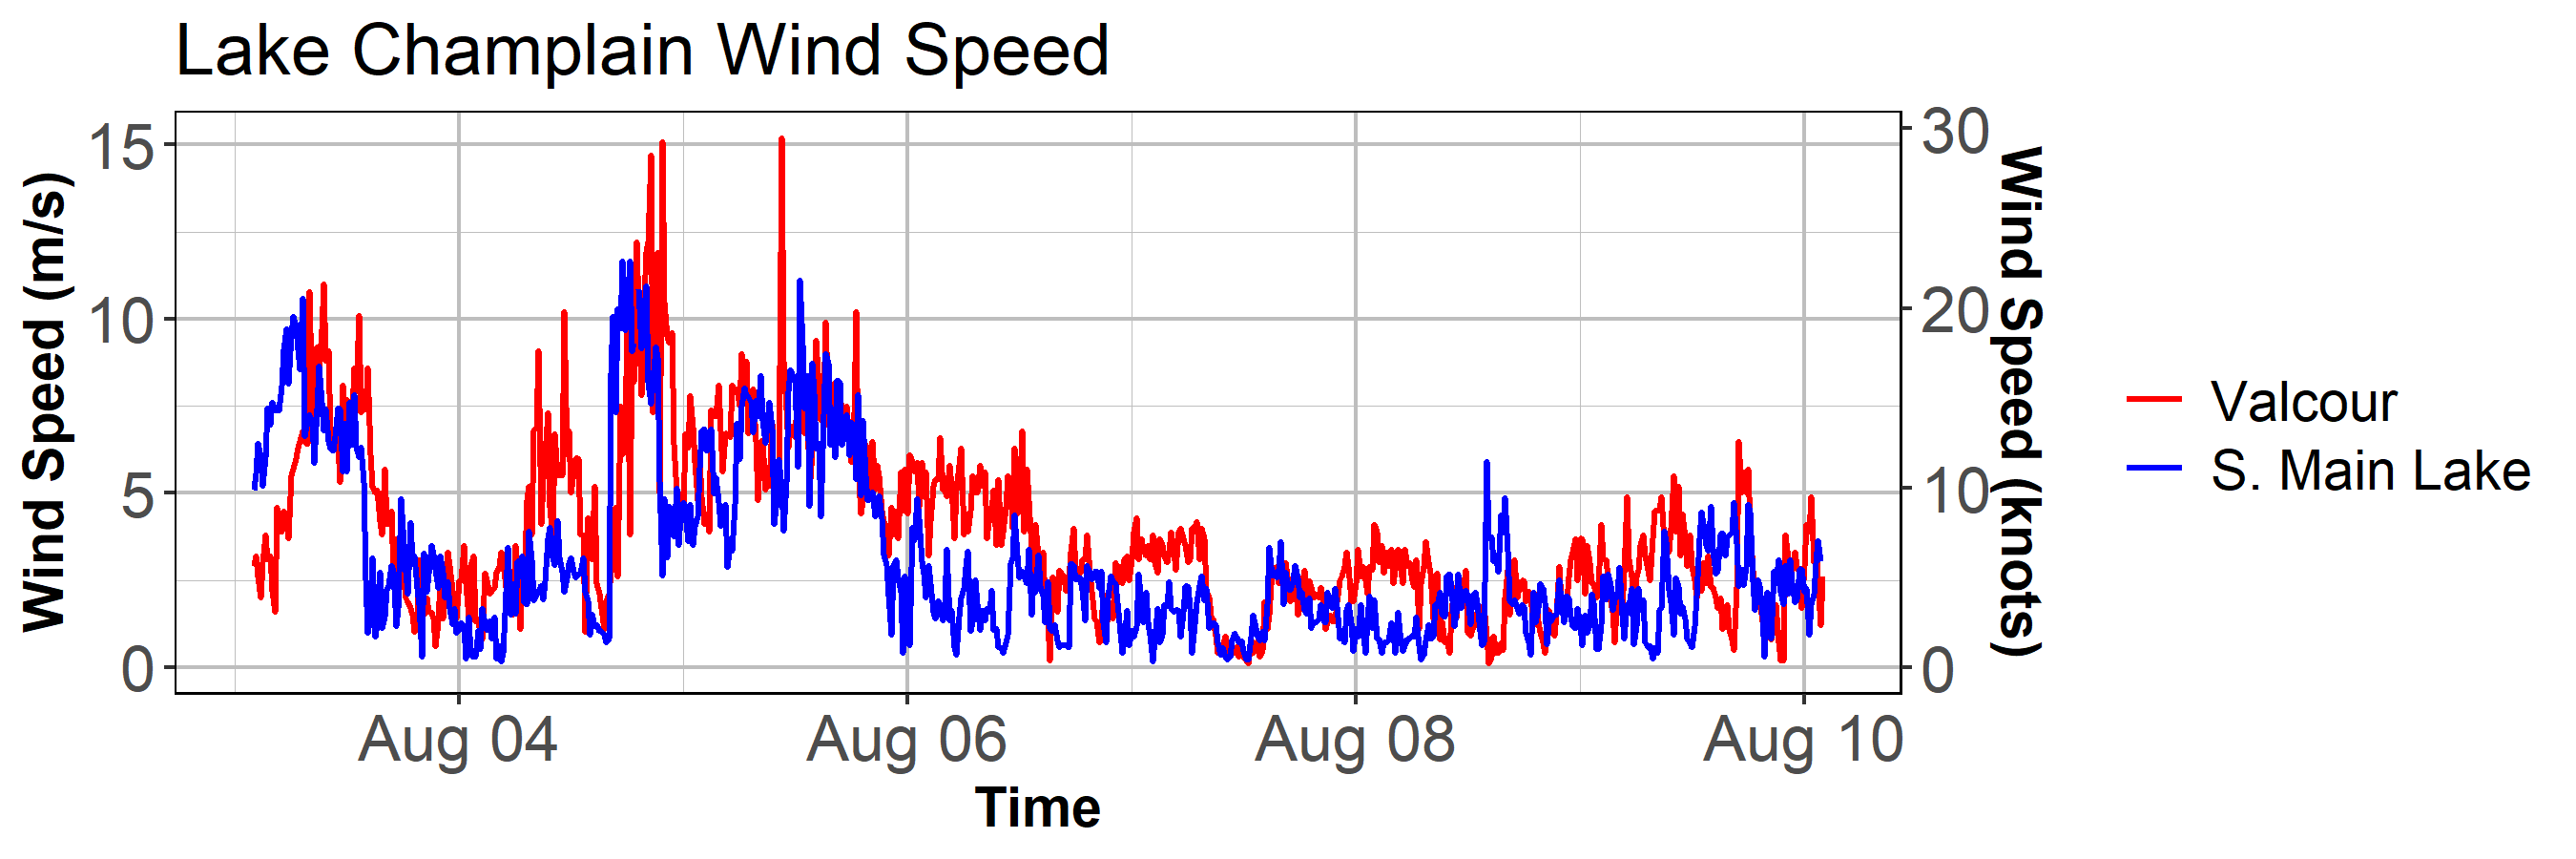 Lake Champlain Wind Speed
Wind Speed (m/s)
15
10
5
0
30
20
10
0
Wind Speed (knots)
Valcour
S. Main Lake
Aug 04
Aug 06
Aug 08
Aug 10
Time